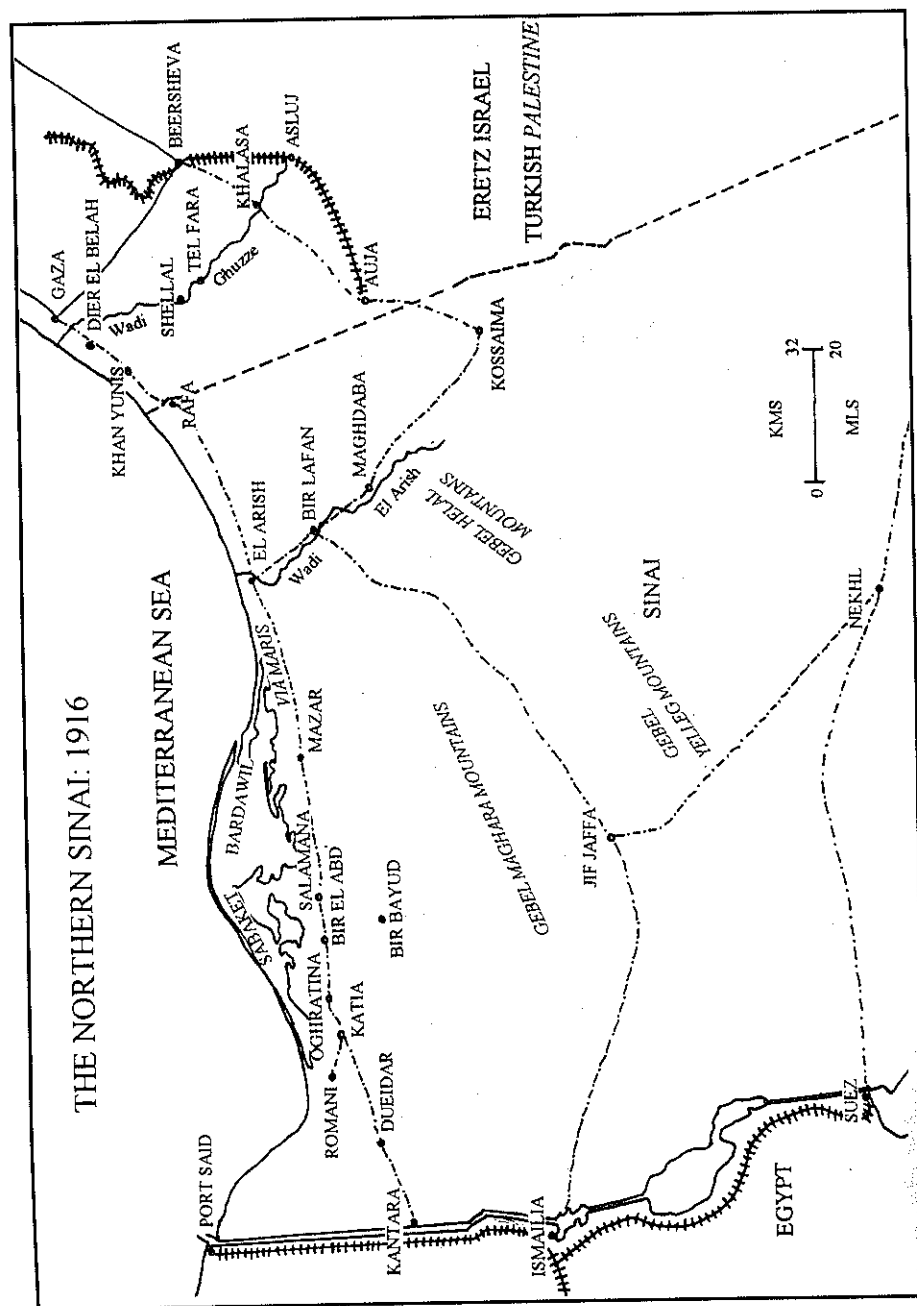 THE NORTHERN SINAI: 1916
MEDITERRANEAN SEA
PORT SAID
SABAKET
BARDAWIL
VIA MARIS
KANTARA
DUEIDAR
ROMANI
KATIA
OGHRATINA
BIR EL ABD
SALAMANA
BIR BAYUD
MAZAR
EL ARISH
BIR LAFAN
Wadi
El Arish
MAGHDABA
RAFA
KHAN YUNIS
DIER EL BELAH
GAZA
Wadi
Ghuzze
SHELLAL
TEL FARA
BEERSHEVA
KHALASA
ASLUJ
AUJA
KOSSAIMA
ERETZ ISRAEL
TURKISH PALESTINE
GEBEL HELAL
MOUNTAINS
GEBEL MAGHARA MOUNTAINS
GEBEL
YELLEG MOUNTAINS
SINAI
JIF JAFFA
NEKHL
ISMAILIA
EGYPT
SUEZ
KMS
0 32
20
MLS